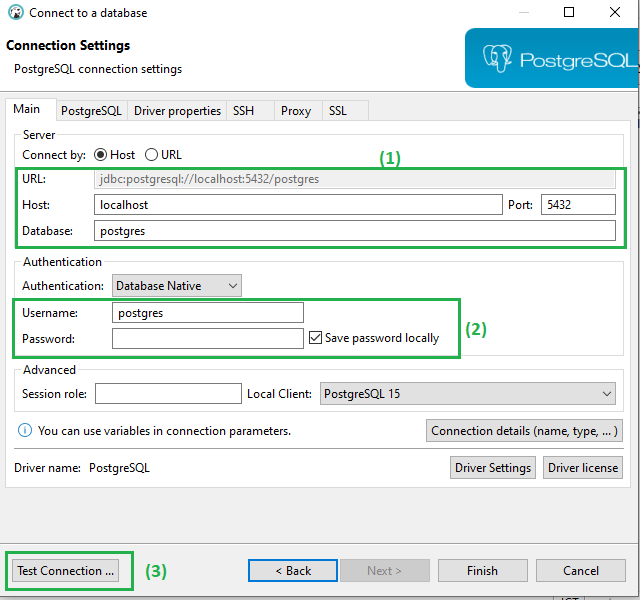 Connect to a database
Connection Settings
PostgreSQL connection settings
PostgreSQL
Main PostgreSQL Driver properties SSH Proxy SSL
Server
Connect by: Host URL
(1)
URL: jdbc:postgresql://localhost:5432/postgres
Host: localhost Port: 5432
Database: postgres
Authentication
Authentication: Database Native
Username: postgres
(2)
Password: Save password locally
Advanced
Session role: Local Client: PostgreSQL 15
You can use variables in connection parameters. Connection details (name, type, ... )
Driver name: PostgreSQL Driver Settings Driver license
Test Connection ... (3) < Back Next > Finish Cancel